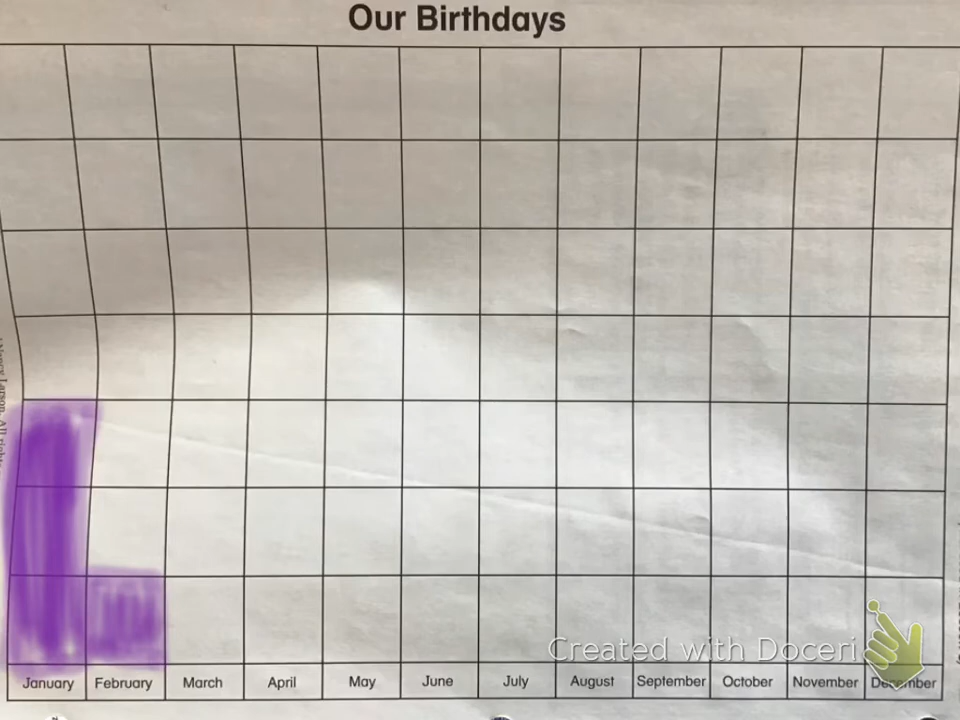 Our Birthdays
Created with Doceri
January February March April May June July August September October November December